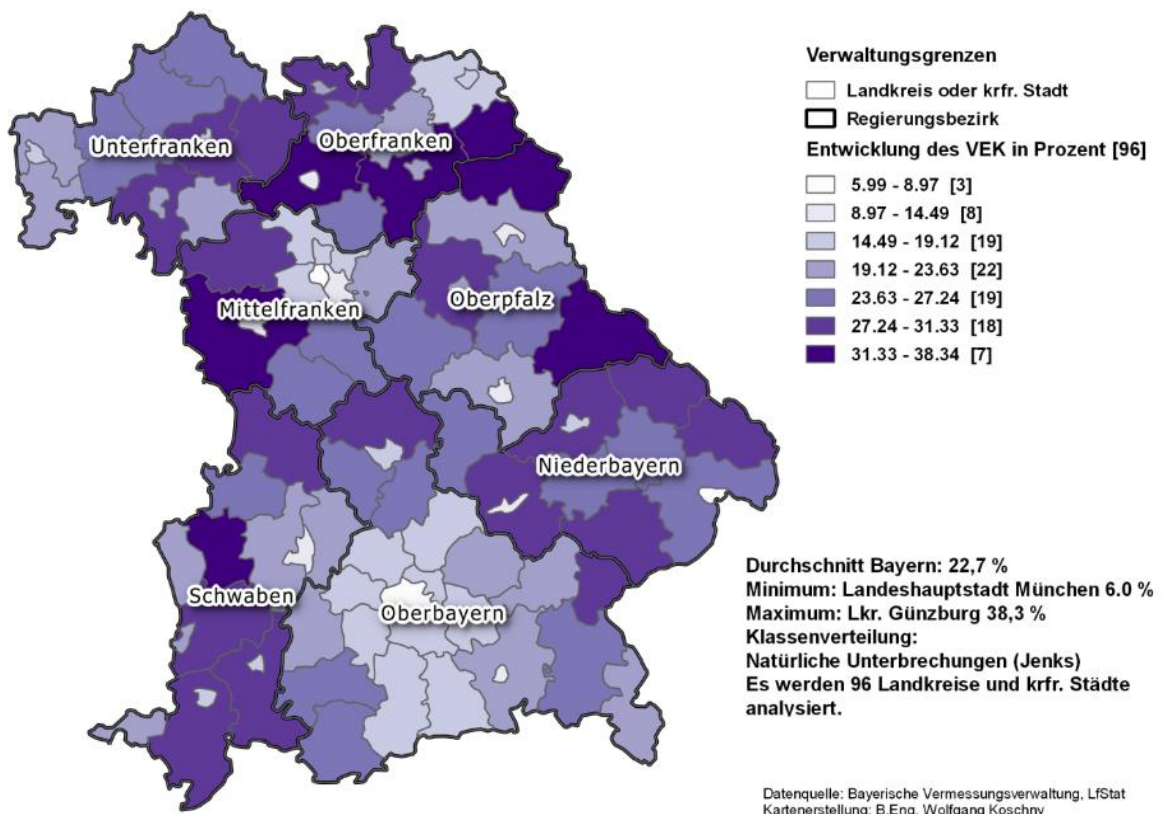 Unterfranken
Oberfranken
Mittelfranken
Oberpfalz
Niederbayern
Schwaben
Oberbayern
Verwaltungsgrenzen
Landkreis oder krfr. Stadt
Regierungsbezirk
Entwicklung des VEK in Prozent [96]
5.99 - 8.97 [3]
8.97 - 14.49 [8]
14.49 - 19.12 [19]
19.12 - 23.63 [22]
23.63 - 27.24 [19]
27.24 - 31.33 [18]
31.33 - 38.34 [7]
Durchschnitt Bayern: 22,7 %
Minimum: Landeshauptstadt München 6.0 %
Maximum: Lkr. Günzburg 38,3 %
Klassenverteilung:
Natürliche Unterbrechungen (Jenks)
Es werden 96 Landkreise und krfr. Städte
analysiert.
Datenquelle: Bayerische Vermessungsverwaltung, LfStat
Kartenerstellung: B.Eng. Wolfgang Koschny